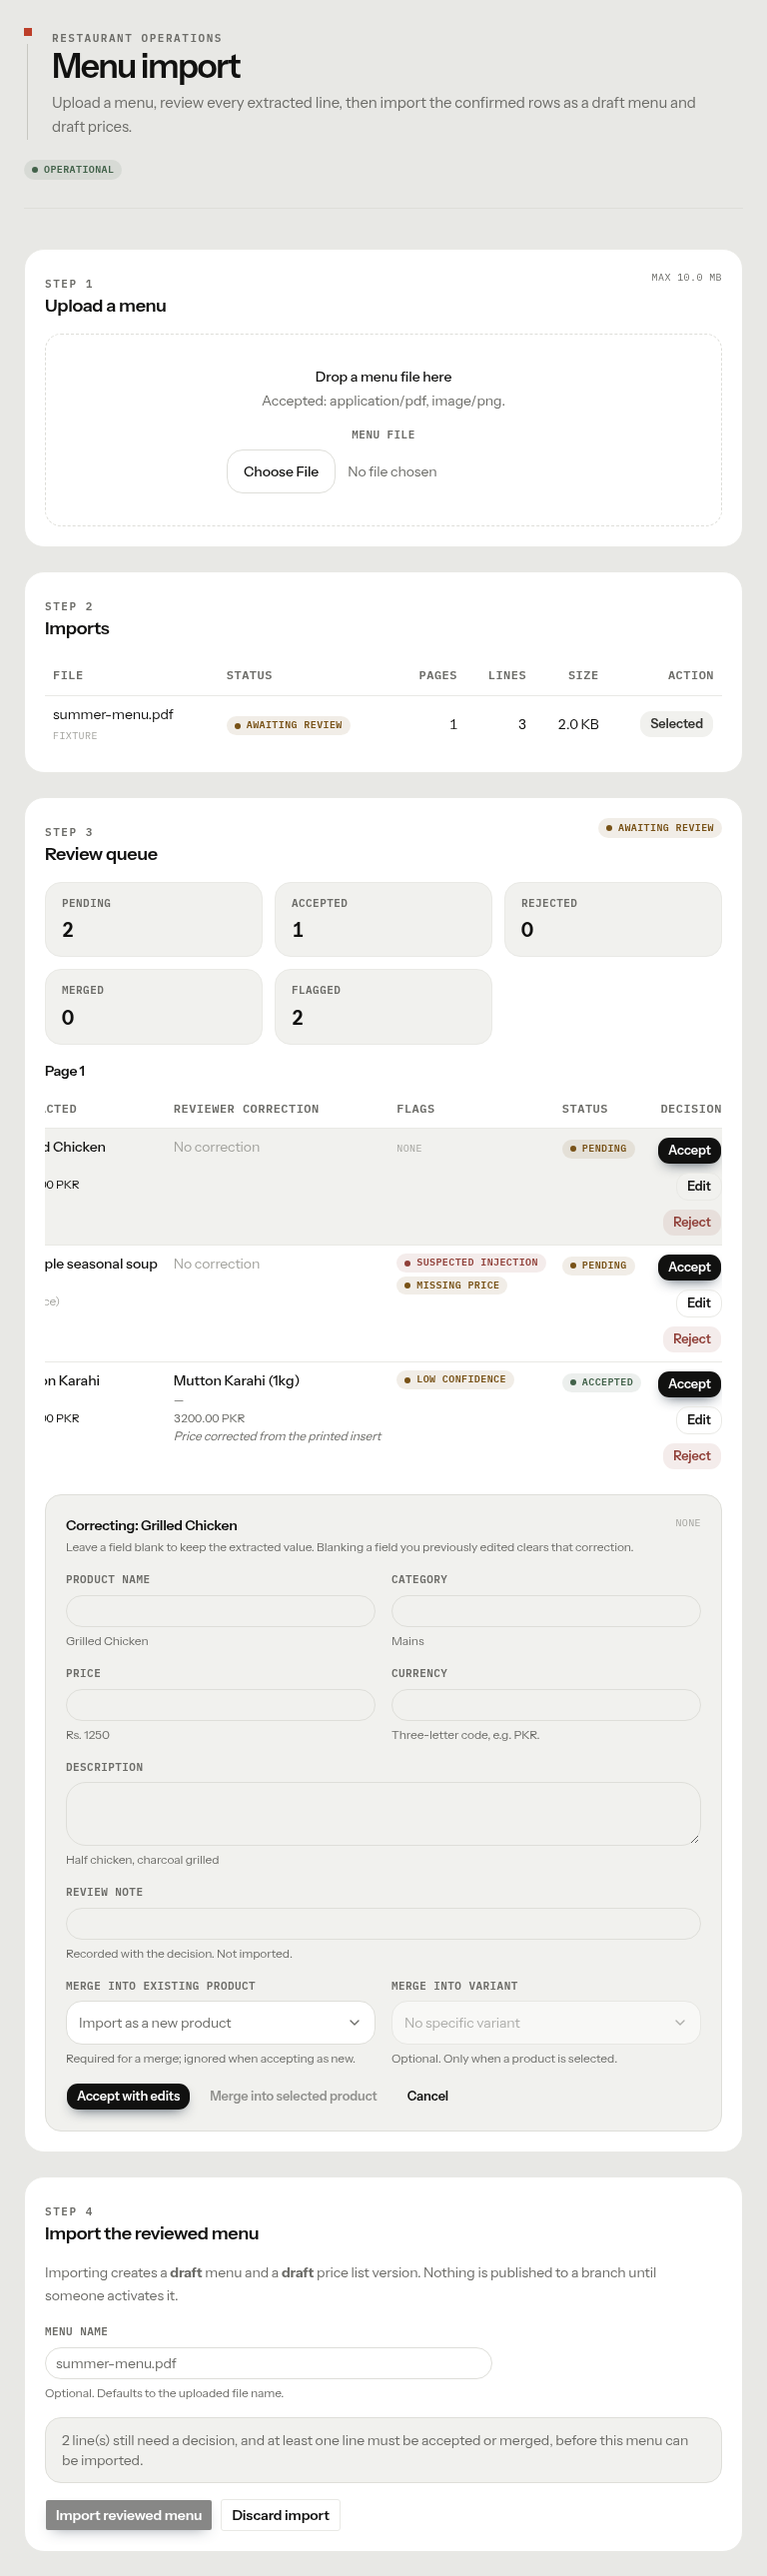 RESTAURANT OPERATIONS
Menu import
Upload a menu, review every extracted line, then import the confirmed rows as a draft menu and
draft prices.
OPERATIONAL
STEP 1
MAX 10.0 MB
Upload a menu
Drop a menu file here
Accepted: application/pdf, image/png.
MENU FILE
Choose File No file chosen
STEP 2
Imports
FILE STATUS PAGES LINES SIZE ACTION
summer-menu.pdf AWAITING REVIEW 1 3 2.0 KB Selected
FIXTURE
STEP 3
AWAITING REVIEW
Review queue
PENDING ACCEPTED REJECTED
2 1 0
MERGED FLAGGED
0 2
Page 1
CTED REVIEWER CORRECTION FLAGS STATUS DECISION
d Chicken No correction NONE PENDING Accept
00 PKR Edit
Reject
ple seasonal soup No correction SUSPECTED INJECTION PENDING Accept
MISSING PRICE
ce) Edit
Reject
on Karahi Mutton Karahi (1kg) LOW CONFIDENCE ACCEPTED Accept
—
00 PKR 3200.00 PKR Edit
Price corrected from the printed insert
Reject
Correcting: Grilled Chicken NONE
Leave a field blank to keep the extracted value. Blanking a field you previously edited clears that correction.
PRODUCT NAME CATEGORY
Grilled Chicken Mains
PRICE CURRENCY
Rs. 1250 Three-letter code, e.g. PKR.
DESCRIPTION
Half chicken, charcoal grilled
REVIEW NOTE
Recorded with the decision. Not imported.
MERGE INTO EXISTING PRODUCT MERGE INTO VARIANT
Import as a new product No specific variant
Required for a merge; ignored when accepting as new. Optional. Only when a product is selected.
Accept with edits Merge into selected product Cancel
STEP 4
Import the reviewed menu
Importing creates a draft menu and a draft price list version. Nothing is published to a branch until
someone activates it.
MENU NAME
summer-menu.pdf
Optional. Defaults to the uploaded file name.
2 line(s) still need a decision, and at least one line must be accepted or merged, before this menu can
be imported.
Import reviewed menu Discard import